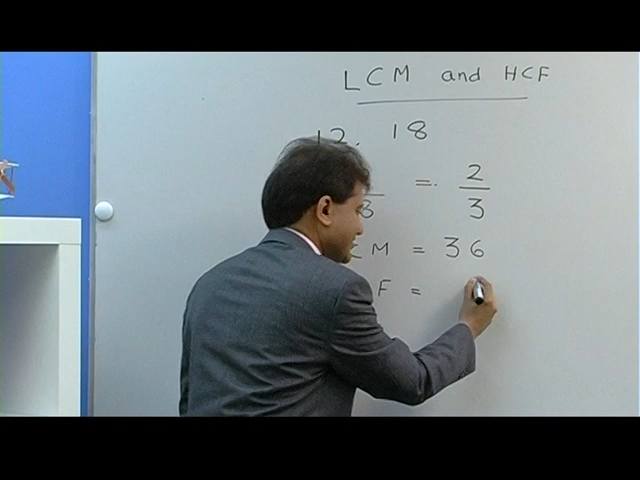 LCM and HCF
12, 18
= 2/3
M = 36
F =